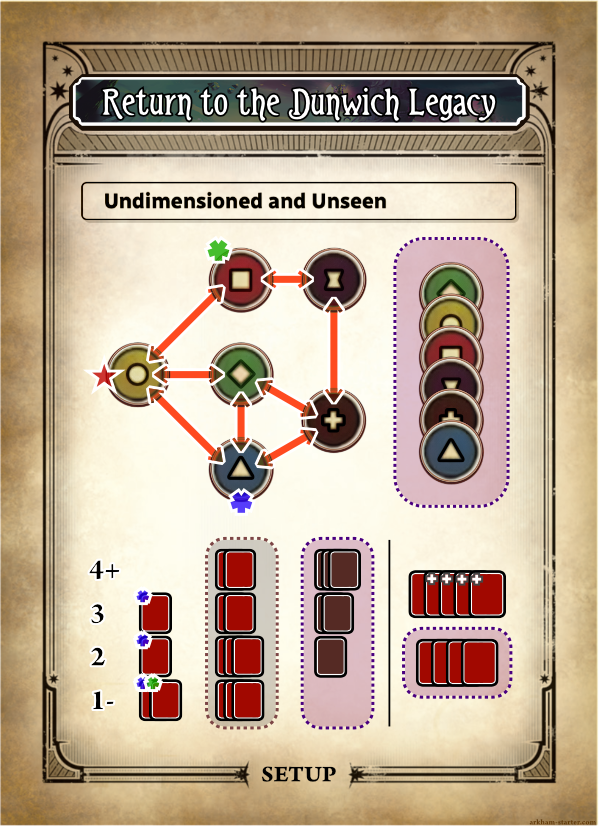 Return to the Dunwich Legacy
Undimensioned and Unseen
4+
3
2
1-
SETUP
arkham-starter.com